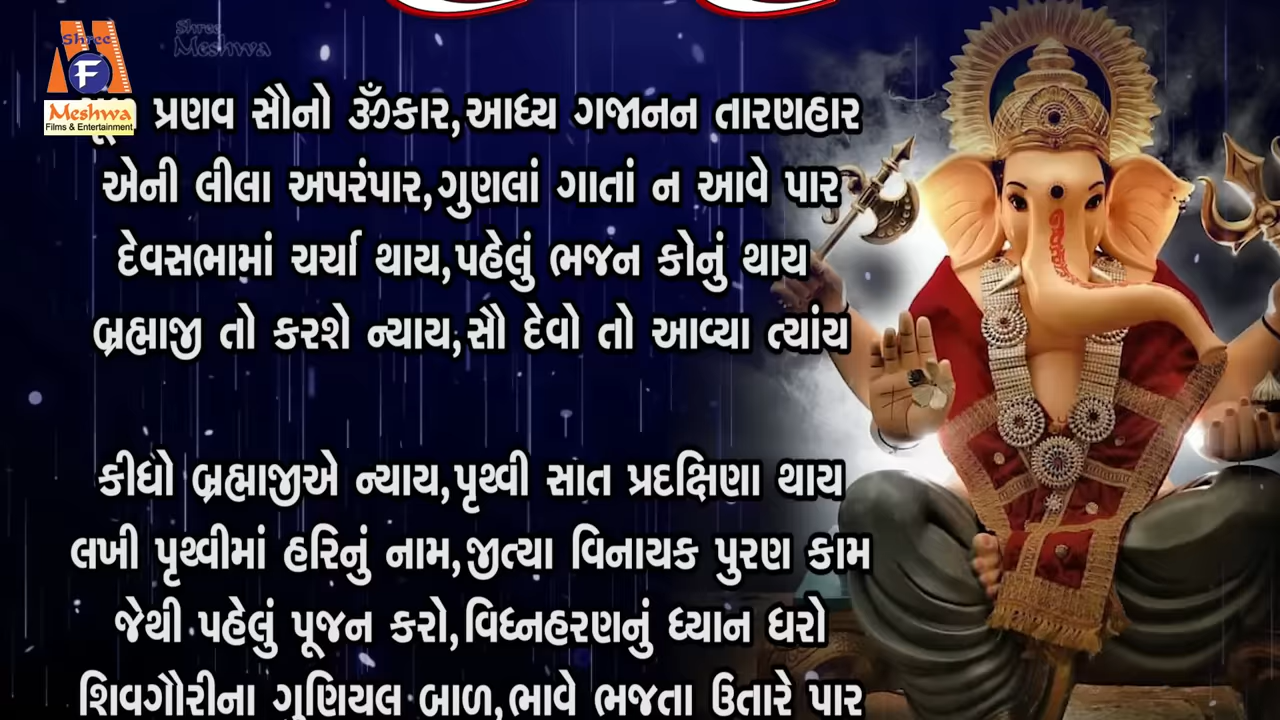 Shree
Meshwa
F
Shree
Meshwa
Films & Entertainment
પ્રણવ સૌનો ૐકાર,આધ્ય ગજાનન તારણહાર
એની લીલા અપરંપાર,ગુણલાં ગાતાં ન આવે પાર
દેવસભામાં ચર્ચા થાય,પહેલું ભજન કોનું થાય
બ્રહ્માજી તો કરશે ન્યાય,સૌ દેવો તો આવ્યા ત્યાંય
કીધો બ્રહ્માજીએ ન્યાય,પૃથ્વી સાત પ્રદક્ષિણા થાય
લખી પૃથ્વીમાં હરિનું નામ,જીત્યા વિનાયક પુરણ કામ
જેથી પહેલું પૂજન કરો,વિઘ્નહરણનું ધ્યાન ધરો
શિવગૌરીના ગુણિયલ બાળ,ભાવે ભજતા ઉતારે પાર